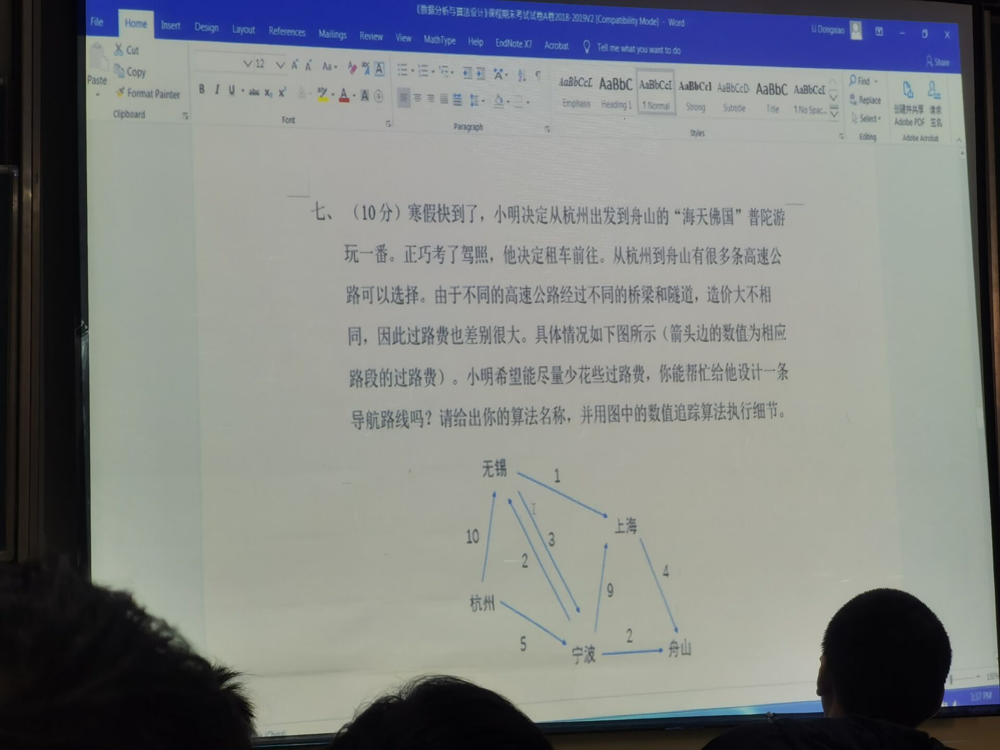 《数据分析与算法设计》课程期末考试试卷A卷2018-2019V2 [Compatibility Mode] - Word
Li Dongxiao
File Home Insert Design Layout References Mailings Review View MathType Help EndNote X7 Acrobat Tell me what you want to do
Share
Paste
Cut
Copy
Format Painter
Clipboard
12
Font
Paragraph
AaBbCcI AaBbC AaBbCcI AaBbCcI AaBbCcD AaBbC AaBbCcI
Emphasis Heading 1 1 Normal Strong Subtitle Title 1 No Spac...
Styles
Find
Replace
Select
Editing
创建并共享 Adobe PDF
请求签名
Adobe Acrobat
七、（10分）寒假快到了，小明决定从杭州出发到舟山的“海天佛国”普陀游
玩一番。正巧考了驾照，他决定租车前往。从杭州到舟山有很多条高速公
路可以选择。由于不同的高速公路经过不同的桥梁和隧道，造价大不相
同，因此过路费也差别很大。具体情况如下图所示（箭头边的数值为相应
路段的过路费）。小明希望能尽量少花些过路费，你能帮忙给他设计一条
导航路线吗？请给出你的算法名称，并用图中的数值追踪算法执行细节。
无锡
1
上海
10
3
2
4
9
杭州
5
2
宁波
舟山
150%
3:37 PM